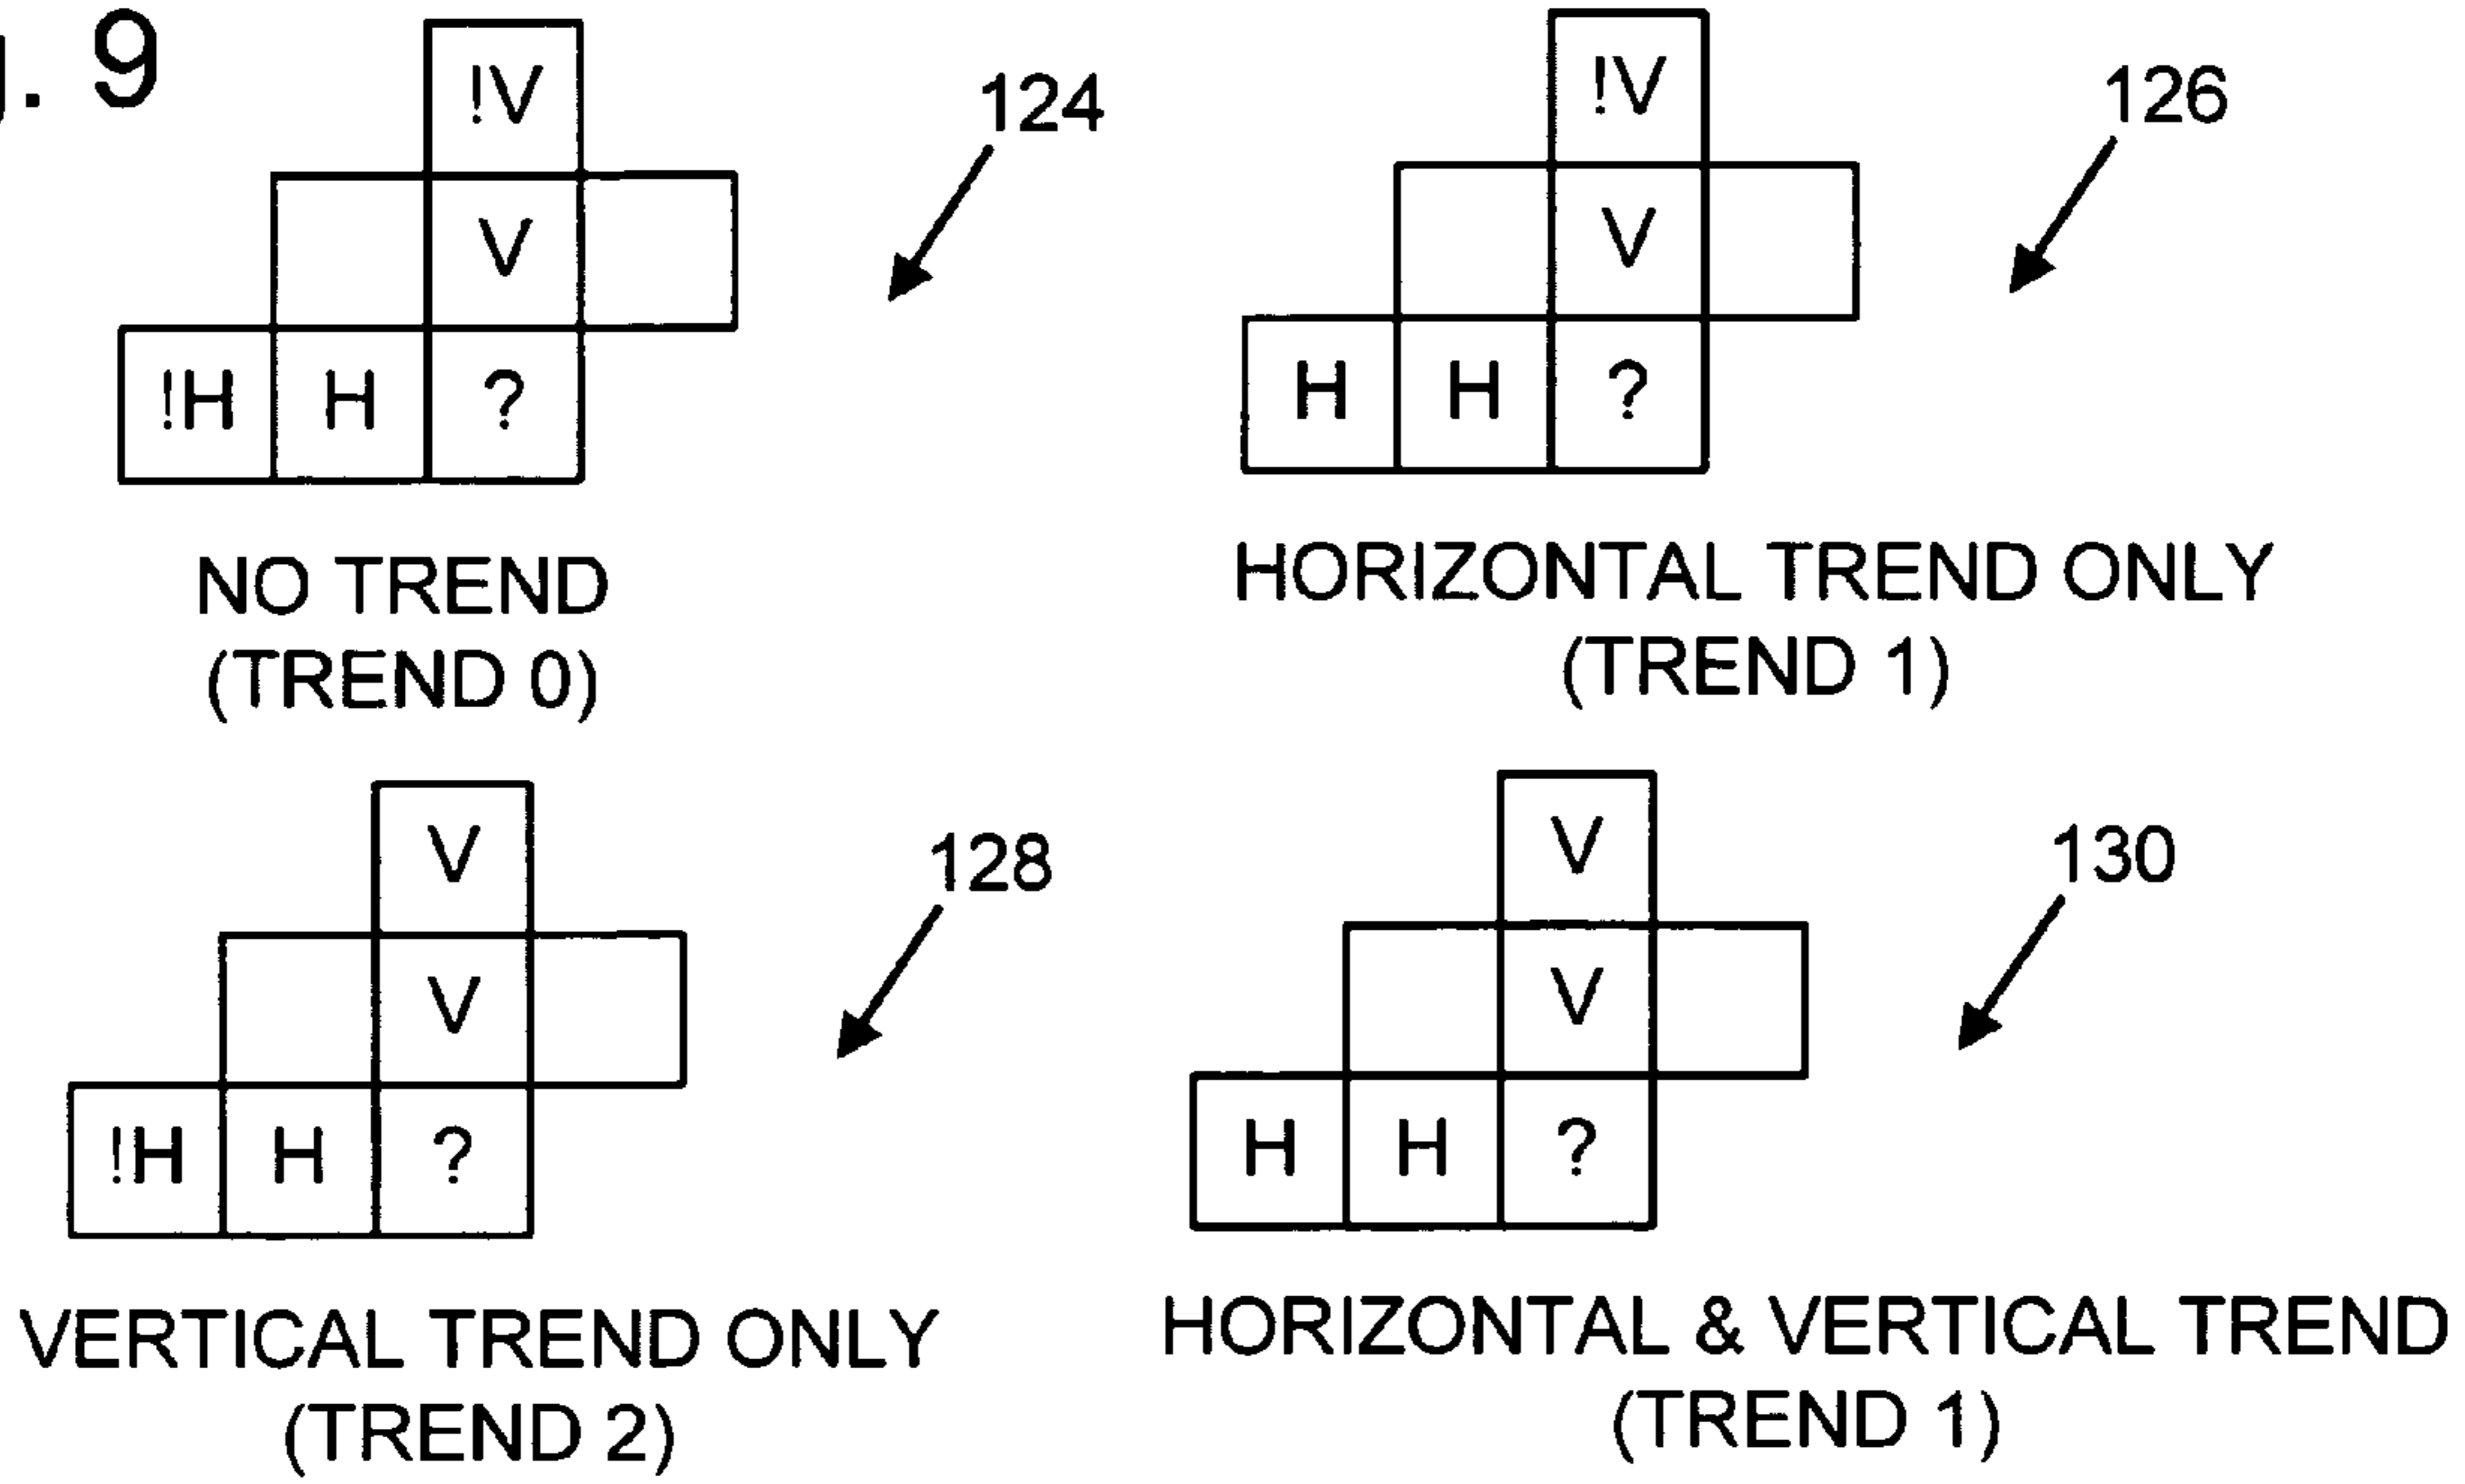 . 9
!V
124
V
!H H ?
NO TREND
(TREND 0)
!V
126
V
H H ?
HORIZONTAL TREND ONLY
(TREND 1)
V
128
V
!H H ?
VERTICAL TREND ONLY
(TREND 2)
V
130
V
H H ?
HORIZONTAL & VERTICAL TREND
(TREND 1)